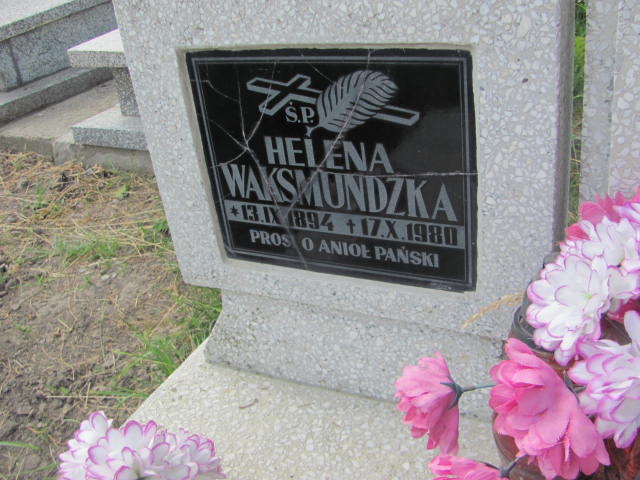 Ś.P.
HELENA
WAKSMUNDZKA
* 13.IX 1894 + 17.X.1980
PROSI O ANIOŁ PAŃSKI